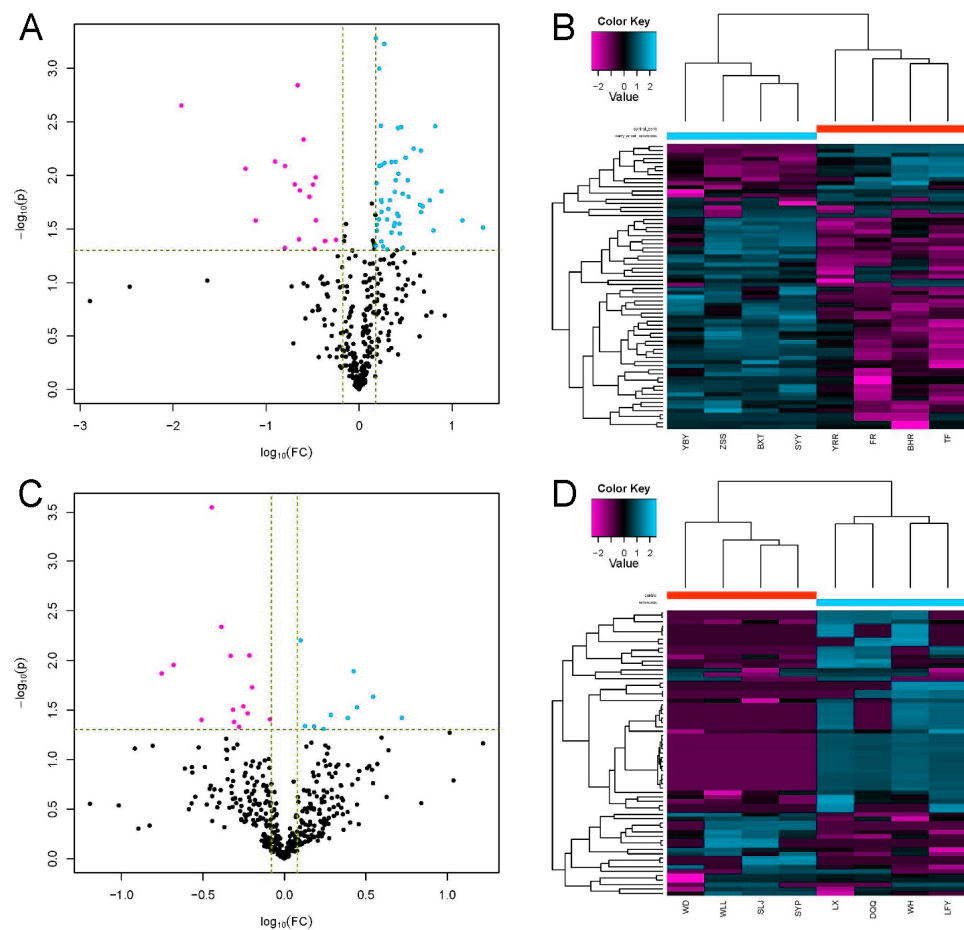 A
−log10(p)
3.0
2.5
2.0
1.5
1.0
0.5
0.0
−3 −2 −1 0 1
log10(FC)
B
Color Key
−2 0 1 2
Value
YBY ZSS BXT SYY YRR FR BHR TF
C
−log10(p)
3.5
3.0
2.5
2.0
1.5
1.0
0.5
0.0
−1.0 −0.5 0.0 0.5 1.0
log10(FC)
D
Color Key
−2 0 1 2
Value
control
WD WLL SLJ SYP LX DOQ WH LFY